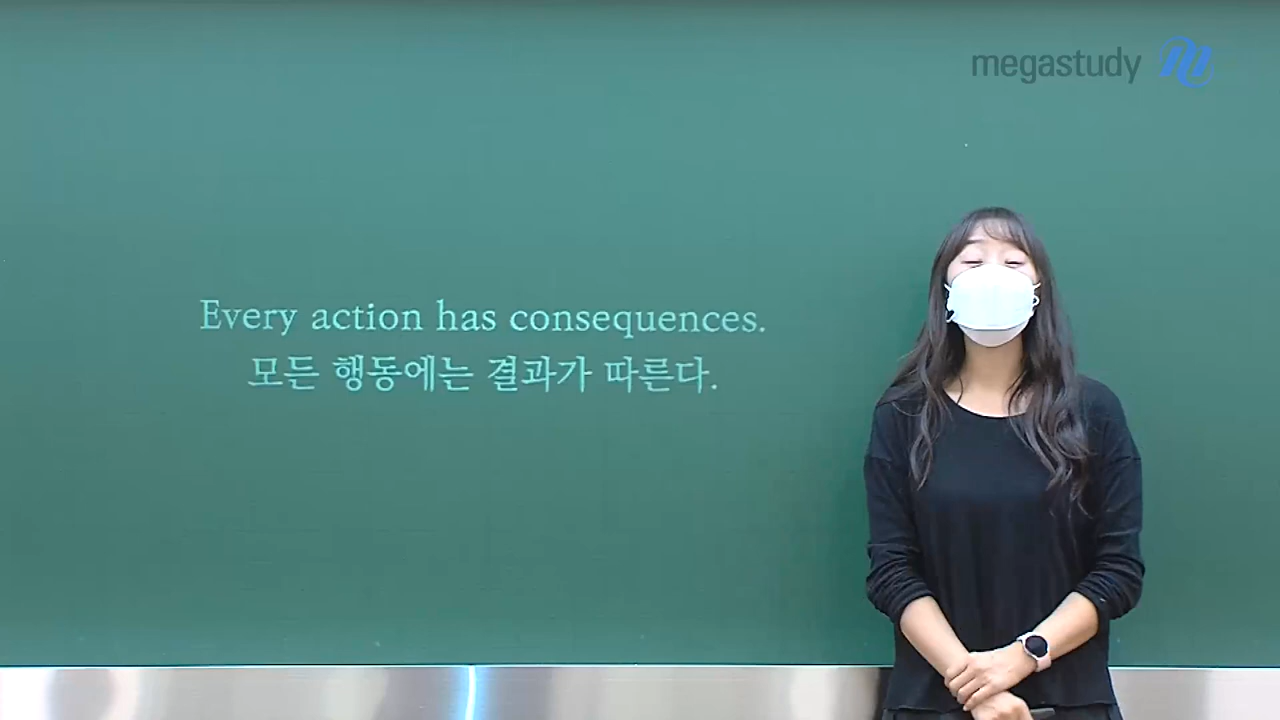 megastudy
Every action has consequences.
모든 행동에는 결과가 따른다.